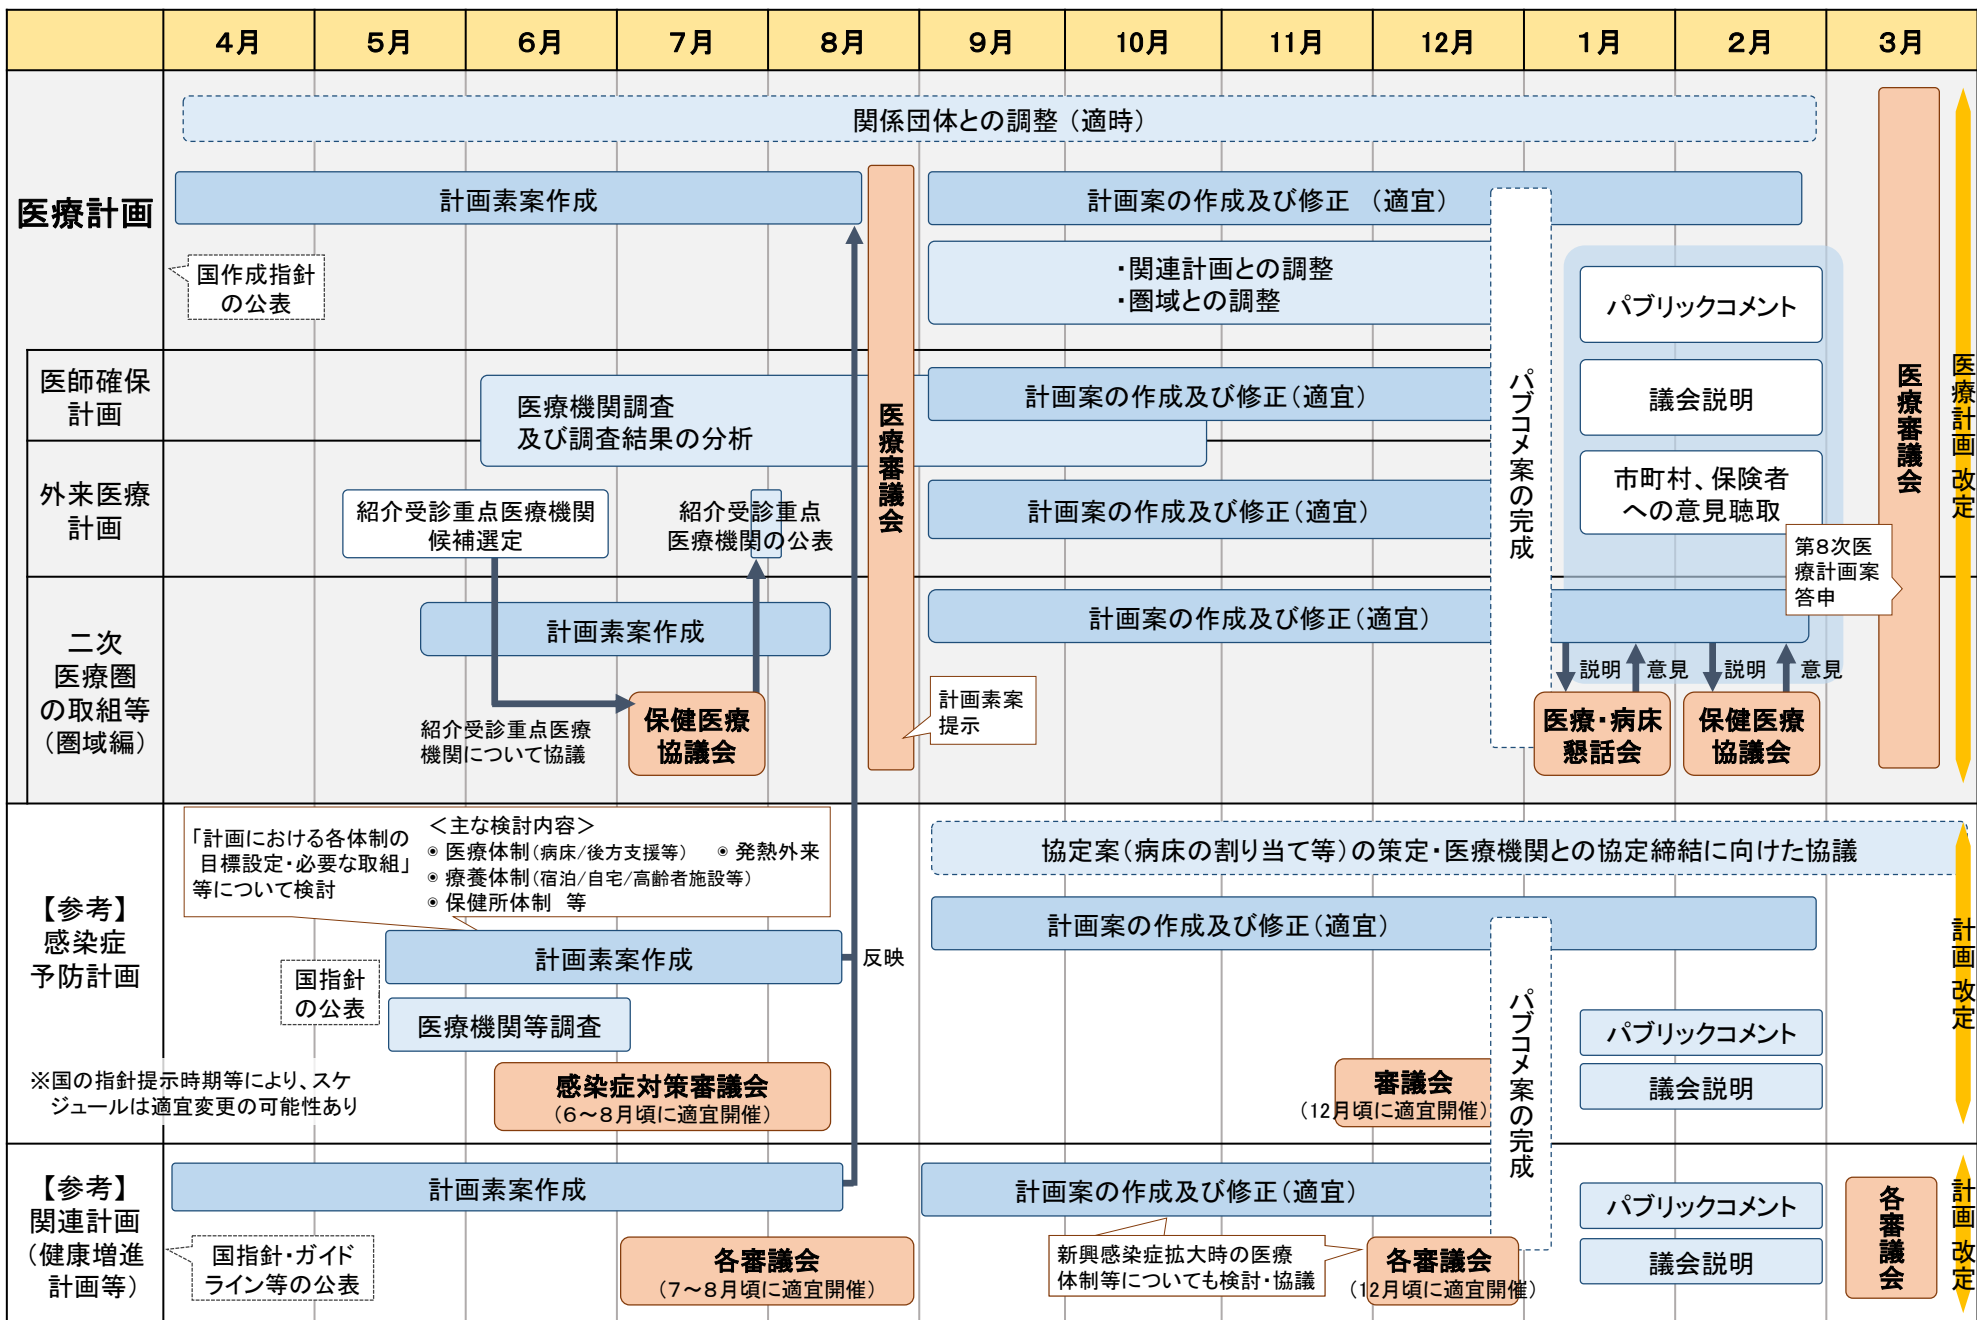 4月
5月
6月
7月
8月
9月
10月
11月
12月
1月
2月
3月
医療計画
関係団体との調整（適時）
計画素案作成
計画案の作成及び修正　（適宜）
国作成指針
の公表
・関連計画との調整
・圏域との調整
パブリックコメント
議会説明
市町村、保険者
への意見聴取
医師確保
計画
医療機関調査
及び調査結果の分析
計画案の作成及び修正（適宜）
外来医療
計画
紹介受診重点医療機関
候補選定
紹介受診重点
医療機関の公表
計画案の作成及び修正（適宜）
医療審議会
パブコメ案の完成
第8次医
療計画案
答申
医療審議会
医療計画 改定
二次
医療圏
の取組等
（圏域編）
計画素案作成
計画案の作成及び修正（適宜）
紹介受診重点医療
機関について協議
保健医療
協議会
計画素案
提示
説明
意見
説明
意見
医療・病床
懇話会
保健医療
協議会
【参考】
感染症
予防計画
「計画における各体制の
目標設定・必要な取組」
等について検討
＜主な検討内容＞
◉ 医療体制（病床/後方支援等）　◉ 発熱外来
◉ 療養体制（宿泊/自宅/高齢者施設等）
◉ 保健所体制　等
協定案（病床の割り当て等）の策定・医療機関との協定締結に向けた協議
計画案の作成及び修正（適宜）
計画素案作成
反映
国指針
の公表
医療機関等調査
感染症対策審議会
（6～8月頃に適宜開催）
審議会
（12月頃に適宜開催）
パブコメ案の完成
パブリックコメント
議会説明
計画 改定
※国の指針提示時期等により、スケ
ジュールは適宜変更の可能性あり
【参考】
関連計画
（健康増進
計画等）
計画素案作成
計画案の作成及び修正（適宜）
国指針・ガイド
ライン等の公表
各審議会
（7～8月頃に適宜開催）
新興感染症拡大時の医療
体制等についても検討・協議
各審議会
（12月頃に適宜開催）
パブリックコメント
議会説明
各審議会
計画 改定